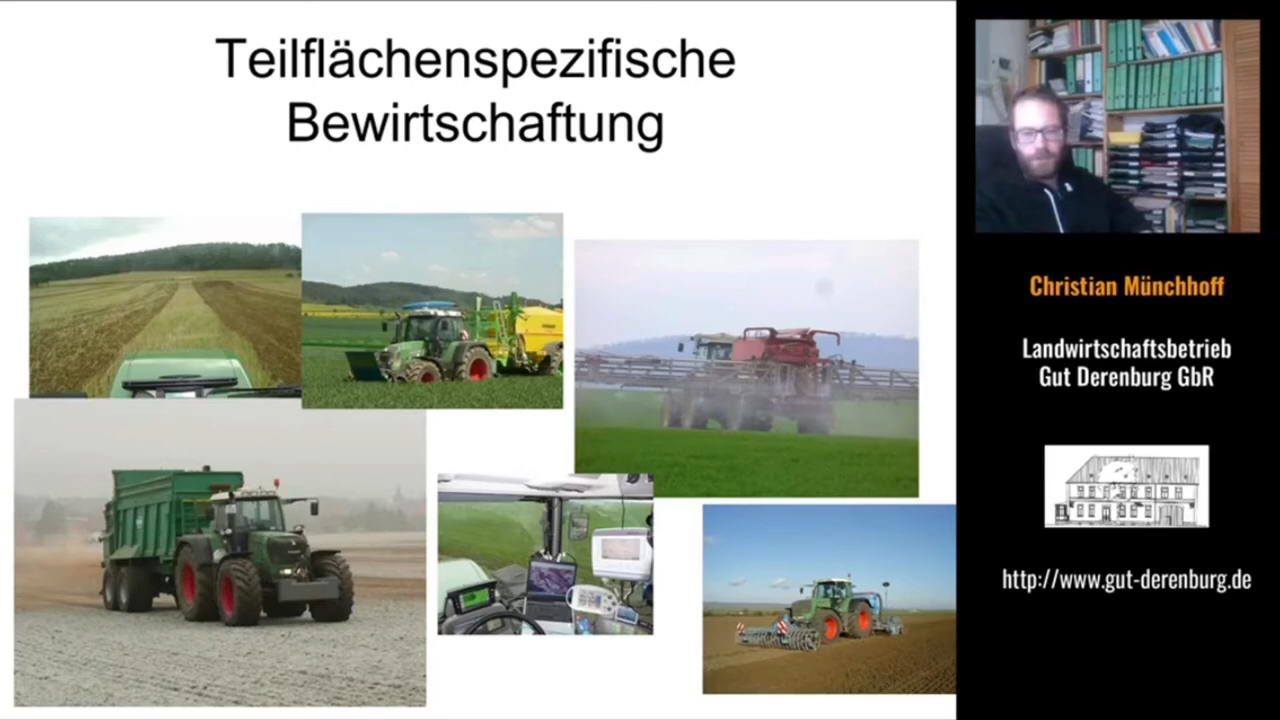 Teilflächenspezifische
Bewirtschaftung
Christian Münchhoff
Landwirtschaftsbetrieb
Gut Derenburg GbR
http://www.gut-derenburg.de